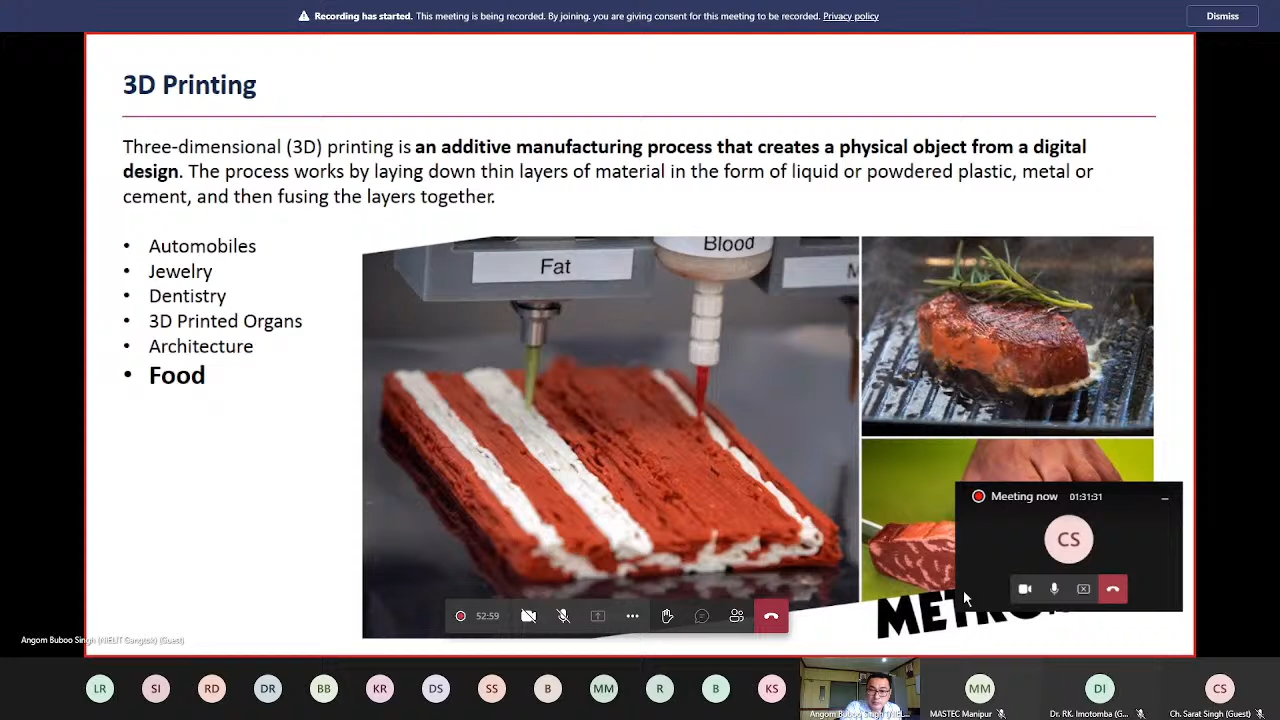 Recording has started. This meeting is being recorded. By joining, you are giving consent for this meeting to be recorded. Privacy policy
Dismiss
3D Printing
Three-dimensional (3D) printing is an additive manufacturing process that creates a physical object from a digital
design. The process works by laying down thin layers of material in the form of liquid or powdered plastic, metal or
cement, and then fusing the layers together.
• Automobiles
• Jewelry
• Dentistry
• 3D Printed Organs
• Architecture
• Food
Fat
Blood
Meeting now 01:31:31
CS
52:59
Angom Buboo Singh (NIELIT Gangtok) (Guest)
LR SI RD DR BB KR DS SS B MM R B KS MM DI CS
Angom Buboo Singh (NIEL...
MASTEC Manipur
Dr. RK. Imotomba (G...
Ch. Sarat Singh (Guest)